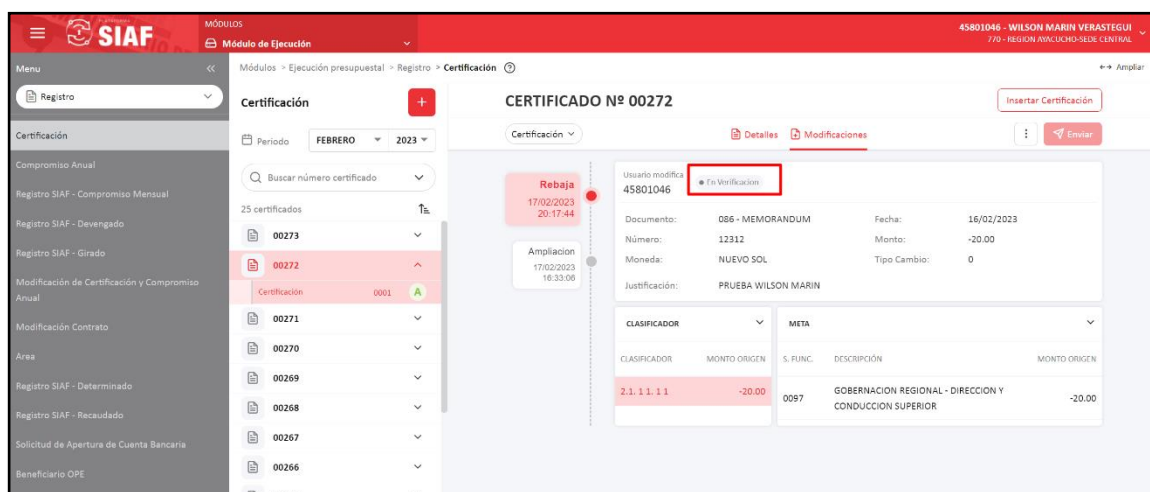 SIAF
MÓDULOS
Módulo de Ejecución
45801046 - WILSON MARIN VERASTEGUI
770 - REGION AYACUCHO-SEDE CENTRAL
Menu
Registro
Certificación
Compromiso Anual
Registro SIAF - Compromiso Mensual
Registro SIAF - Devengado
Registro SIAF - Girado
Modificación de Certificación y Compromiso
Anual
Modificación Contrato
Area
Registro SIAF - Determinado
Registro SIAF - Recaudado
Solicitud de Apertura de Cuenta Bancaria
Beneficiario OPE
Módulos > Ejecución presupuestal > Registro > Certificación
Ampliar
Certificación
Periodo FEBRERO 2023
Buscar número certificado
25 certificados
00273
00272
Certificación 0001 A
00271
00270
00269
00268
00267
00266
CERTIFICADO Nº 00272
Insertar Certificación
Certificación
Detalles
Modificaciones
Enviar
Rebaja
17/02/2023
20:17:44
Ampliacion
17/02/2023
16:33:06
Usuario modifica
45801046
En Verificacion
Documento: 086 - MEMORANDUM Fecha: 16/02/2023
Número: 12312 Monto: -20.00
Moneda: NUEVO SOL Tipo Cambio: 0
Justificación: PRUEBA WILSON MARIN
CLASIFICADOR
META
CLASIFICADOR MONTO ORIGEN S. FUNC. DESCRIPCIÓN MONTO ORIGEN
2.1. 1 1. 1 1 -20.00
0097 GOBERNACION REGIONAL - DIRECCION Y
CONDUCCION SUPERIOR -20.00